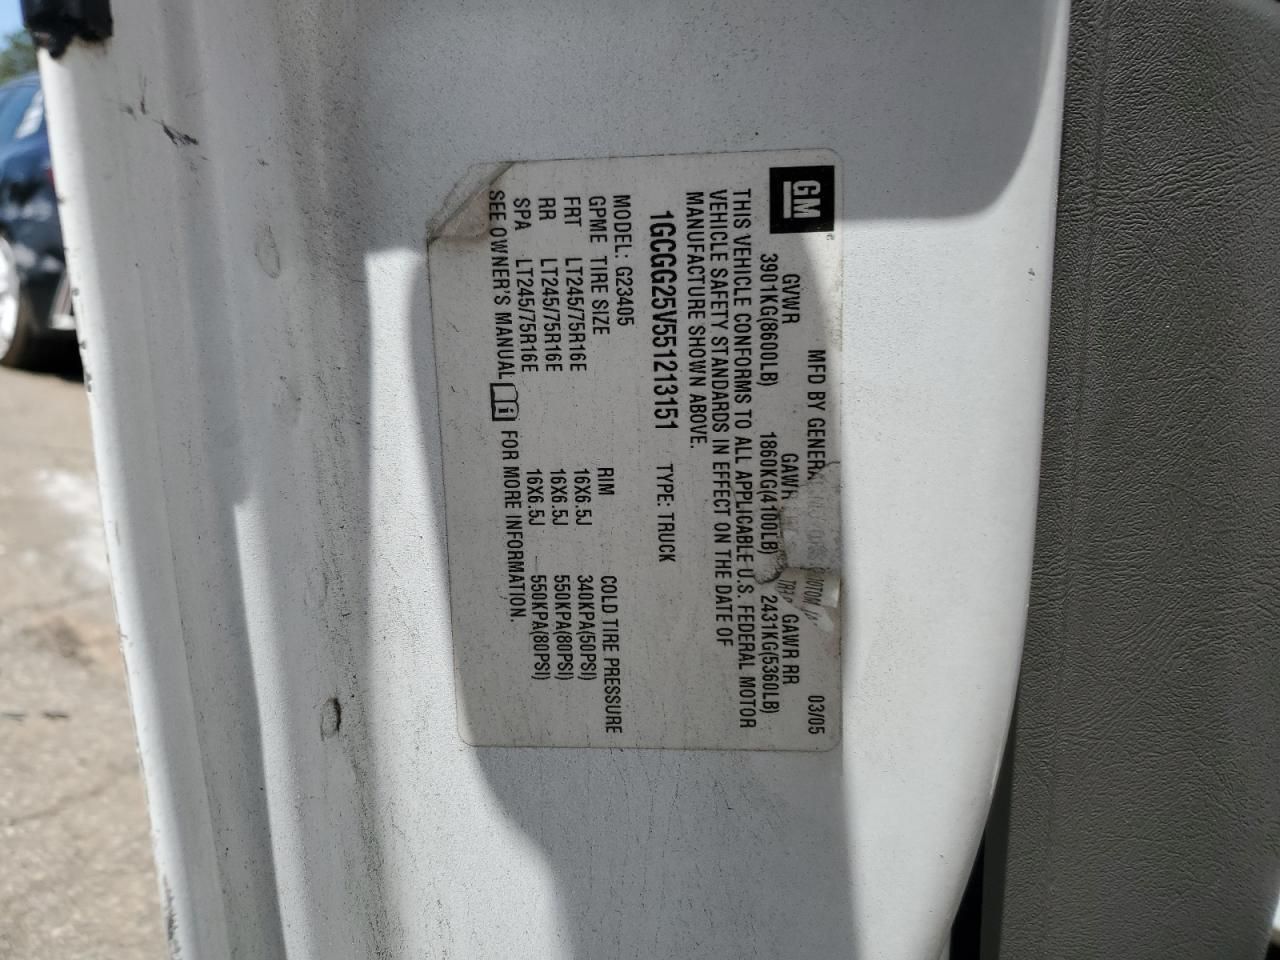 GM
MFD BY GENERA 03/05
GVWR GAWR GAWR RR
3901KG(8600LB) 1860KG(4100LB) 2431KG(5360LB)
THIS VEHICLE CONFORMS TO ALL APPLICABLE U.S. FEDERAL MOTOR
VEHICLE SAFETY STANDARDS IN EFFECT ON THE DATE OF
MANUFACTURE SHOWN ABOVE.
1GCGG25V551213151 TYPE: TRUCK
MODEL: G23405
GPME TIRE SIZE RIM COLD TIRE PRESSURE
FRT LT245/75R16E 16X6.5J 340KPA(50PSI)
RR LT245/75R16E 16X6.5J 550KPA(80PSI)
SPA LT245/75R16E 16X6.5J 550KPA(80PSI)
SEE OWNER'S MANUAL i FOR MORE INFORMATION.